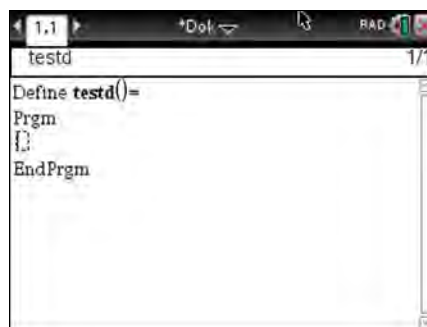 1.1 *Dok RAD
testd 1/1
Define testd()=
Prgm
EndPrgm